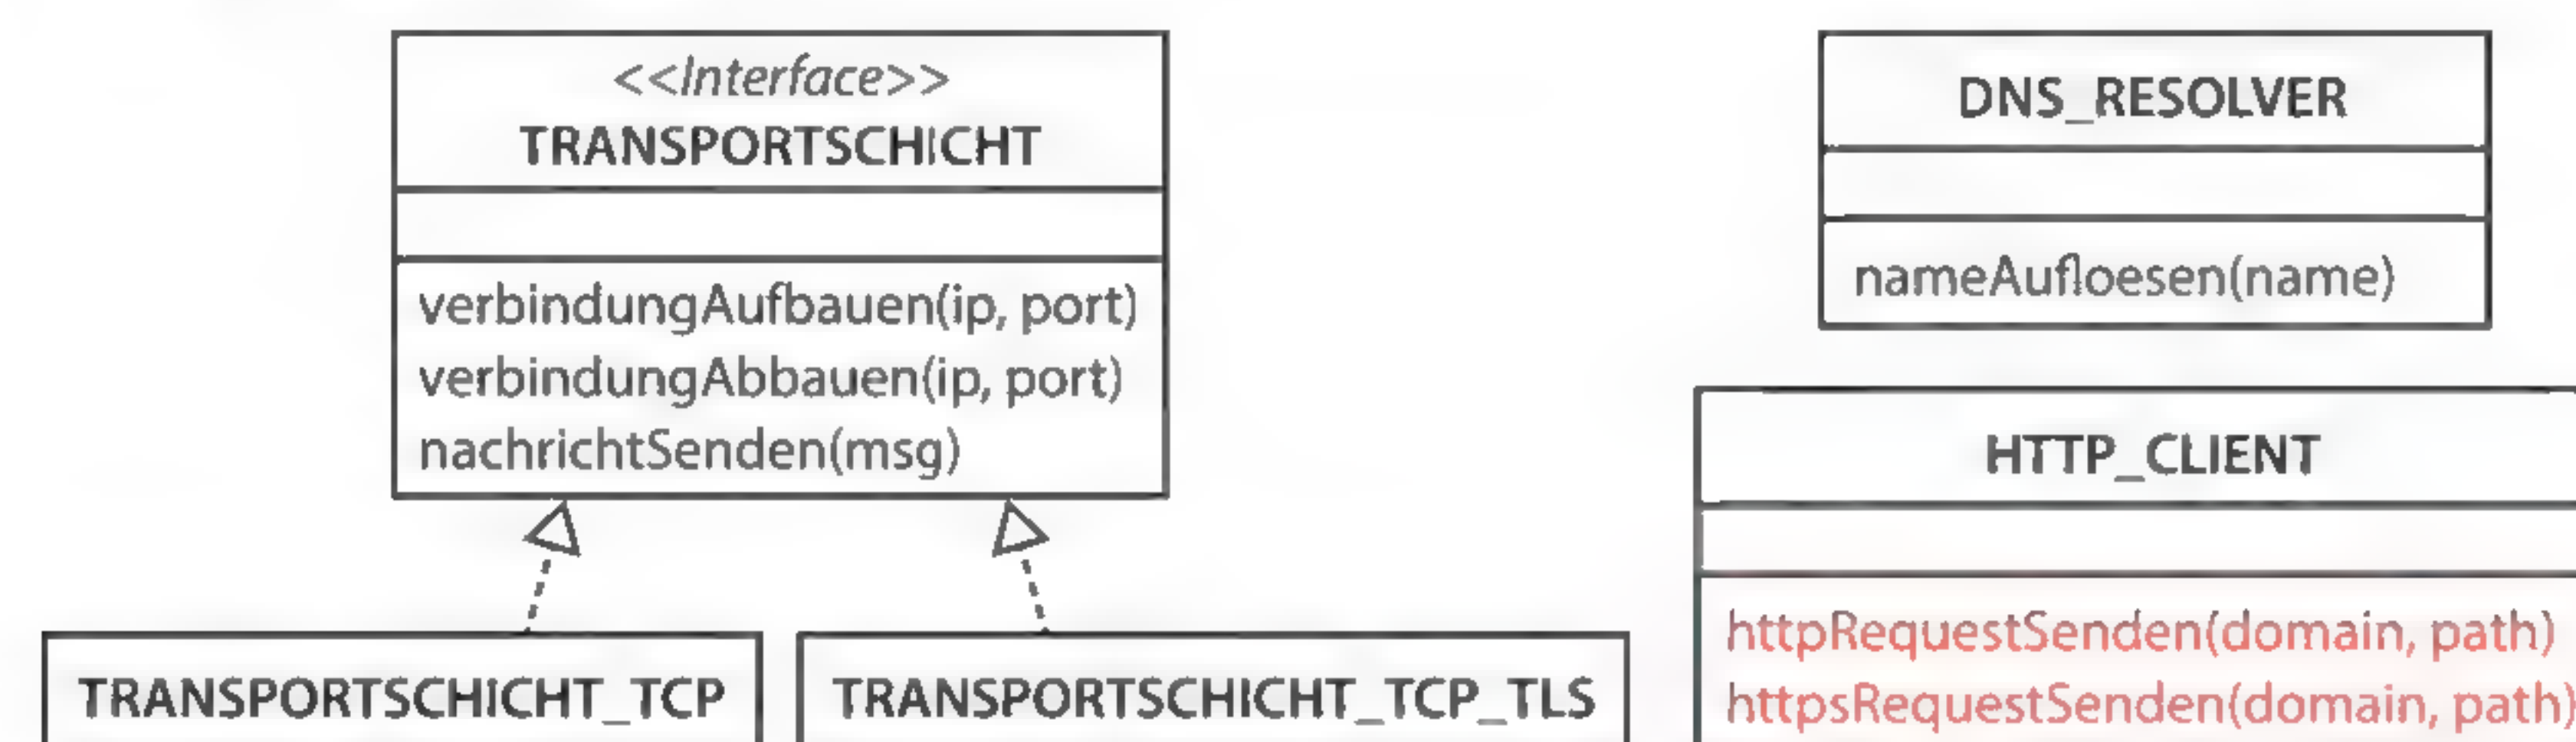 <<Interface>>
TRANSPORTSCHICHT
verbindungAufbauen(ip, port)
verbindungAbbauen(ip, port)
nachrichtSenden(msg)
TRANSPORTSCHICHT_TCP
TRANSPORTSCHICHT_TCP_TLS
DNS_RESOLVER
nameAufloesen(name)
HTTP_CLIENT
httpRequestSenden(domain, path)
httpsRequestSenden(domain, path)